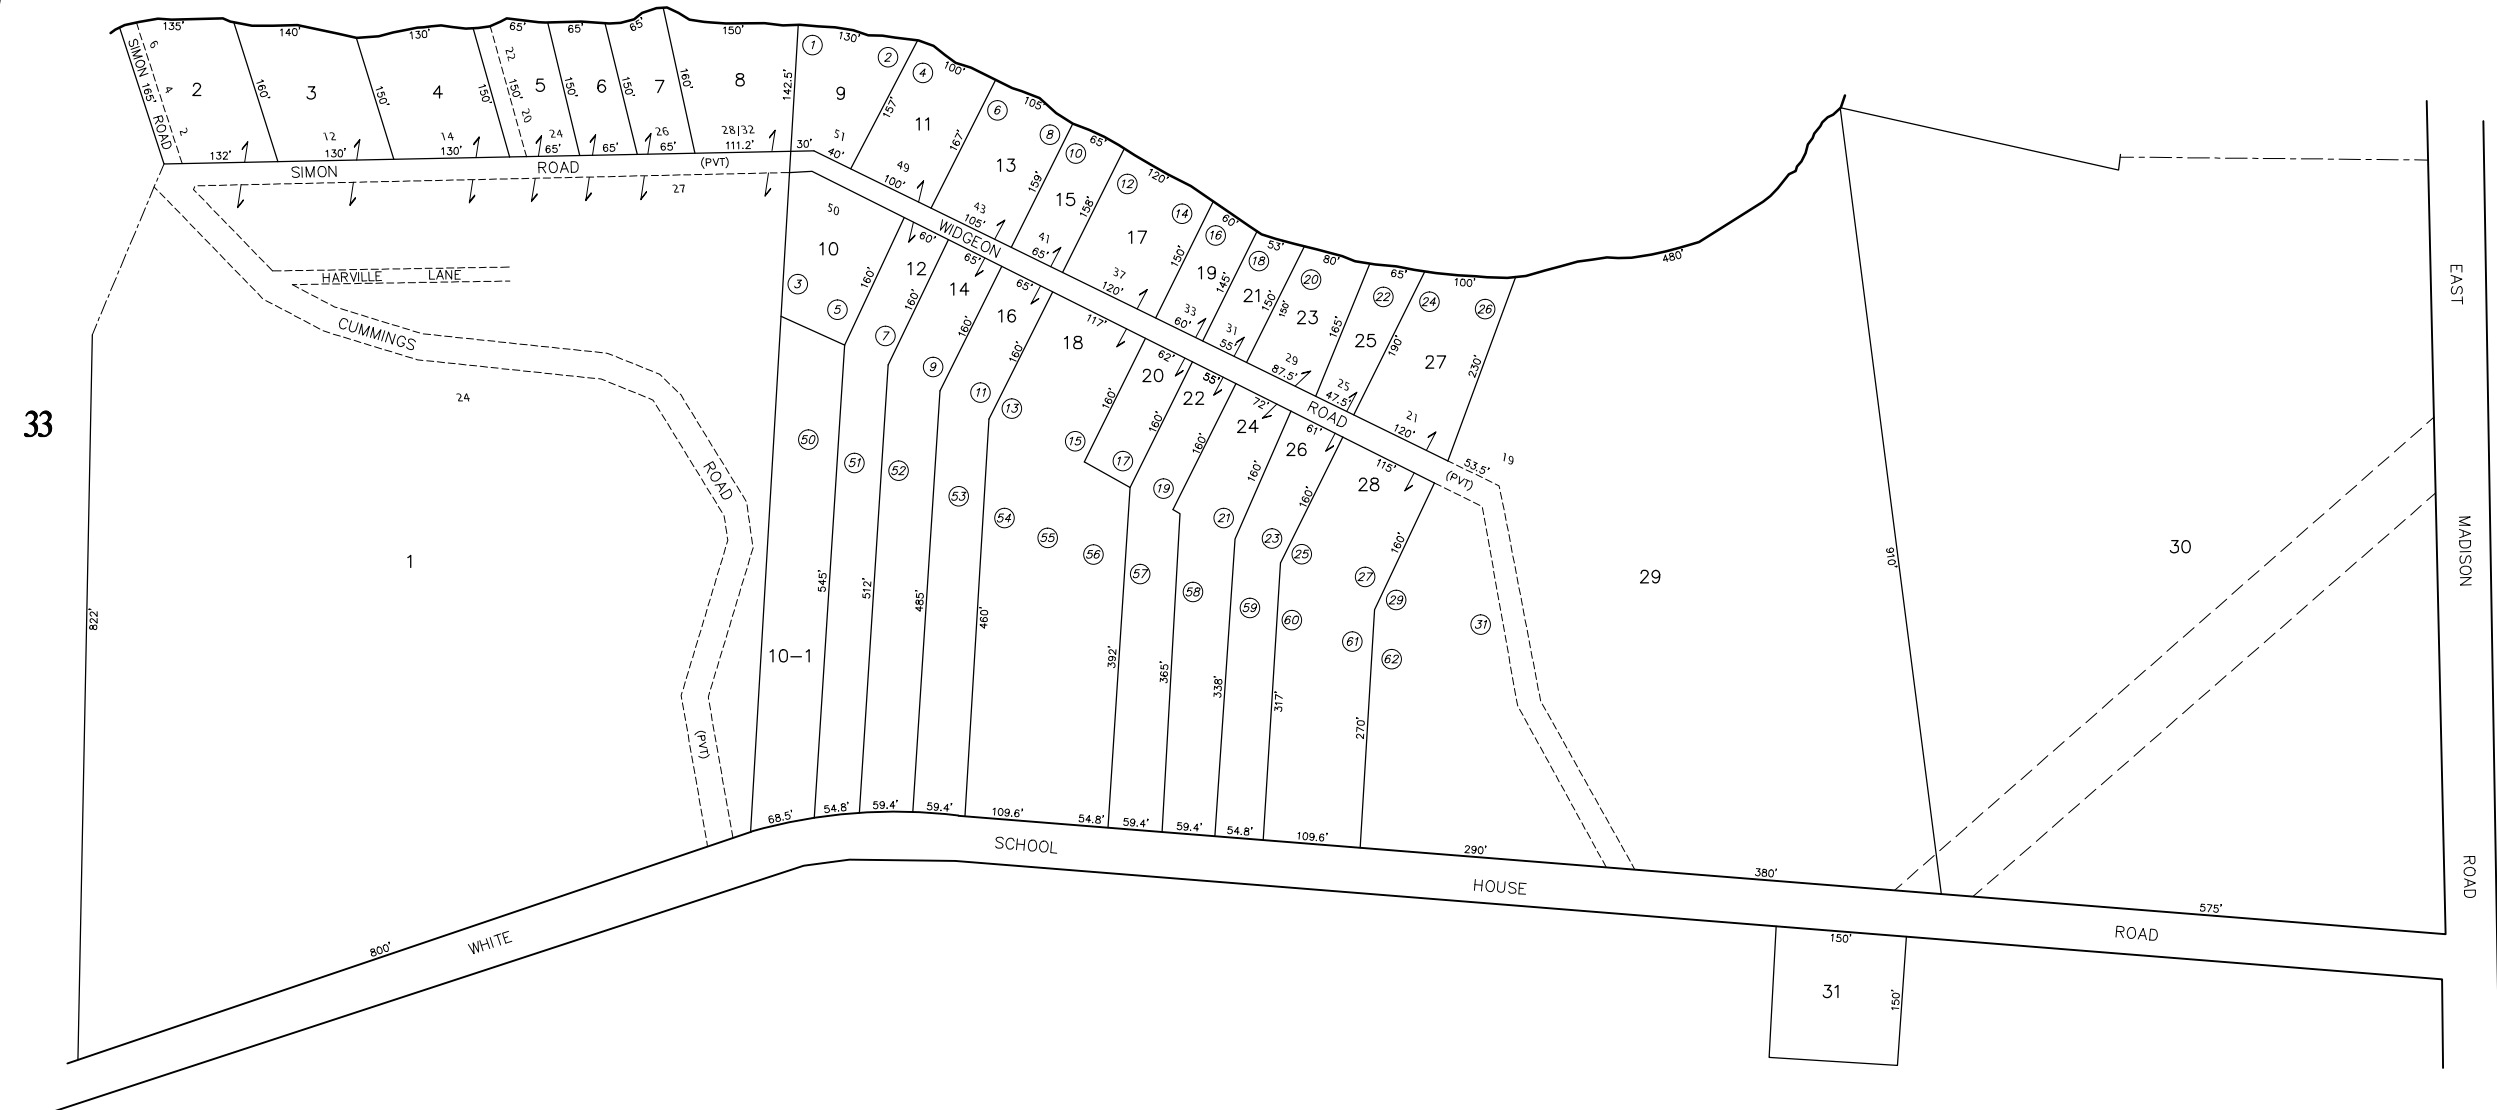 135' 140' 130' 65' 65' 65' 150' 130' 100' 105' 65' 120' 60' 53' 80' 65' 100' 480'
SIMON 165' ROAD
6 4 2
2 160' 3 150' 4 150' 22 150' 20 5 150' 6 150' 7 160' 8 142.5'
1 9 2 157' 4 11 167' 6 13 8 159' 10 15 158' 12 17 14 150' 16 19 145' 18 21 150' 150' 20 23 165' 22 25 190' 24 27 26 230'
12 14 24 26 28/32 51 49 43 41 37 33 31 29 25 21 19
132' 130' 130' 65' 65' 65' 111.2' 30' 40' 100' 105' 65' 120' 60' 55' 87.5' 47.5' 120' 53.5'
SIMON ROAD (PVT)
27
WIDGEON ROAD (PVT)
60' 65' 65' 117' 62' 55' 72' 61' 115'
HARVILLE LANE
CUMMINGS ROAD (PVT)
24
33
1
822'
50
10 160' 12 160' 14 160' 16 160' 18 160' 20 160' 22 160' 24 160' 26 160' 28 160'
3 5 7 9 11 13 15 17 19 21 23 25 27 29 31
50 51 52 53 54 55 56 57 58 59 60 61 62
10-1
545' 512' 485' 460' 392' 365' 338' 317' 270'
29
910'
30
EAST MADISON ROAD
68.5' 54.8' 59.4' 59.4' 109.6' 54.8' 59.4' 59.4' 54.8' 109.6' 290' 380' 575'
800'
WHITE SCHOOL HOUSE ROAD
150'
31 150'